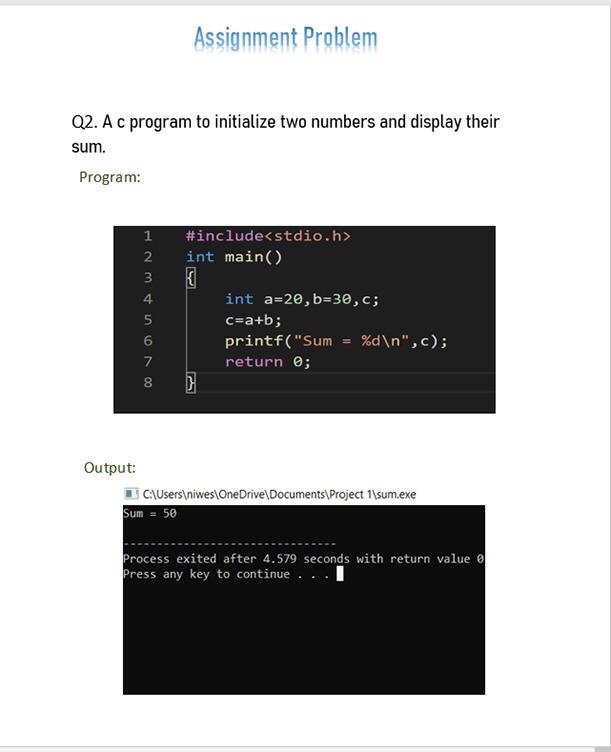 Assignment Problem
Q2. A c program to initialize two numbers and display their
sum.
Program:
1 #include<stdio.h>
2 int main()
3 {
4 int a=20,b=30,c;
5 c=a+b;
6 printf("Sum = %d\n",c);
7 return 0;
8 }
Output:
C:\Users\niwes\OneDrive\Documents\Project 1\sum.exe
Sum = 50
--------------------------------
Process exited after 4.579 seconds with return value 0
Press any key to continue . . .